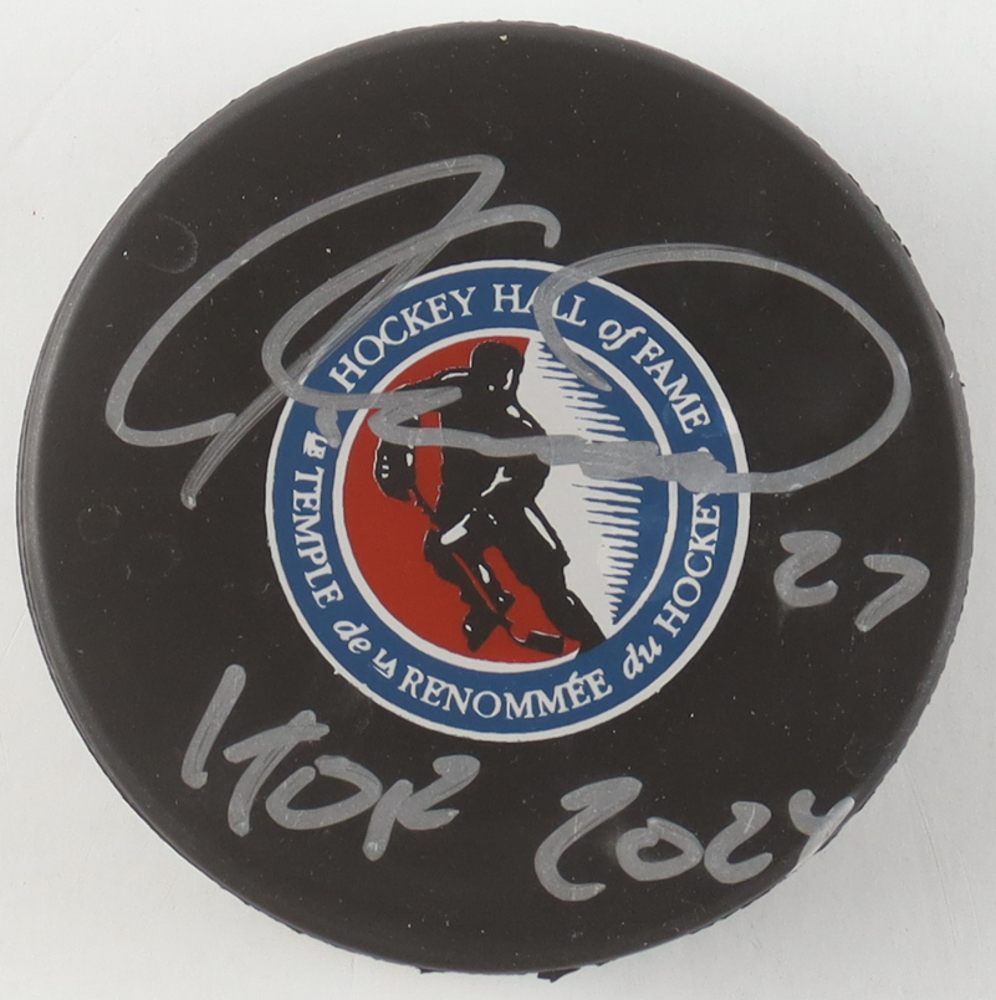 HOCKEY HALL of FAME
LE TEMPLE de LA RENOMMÉE du HOCKEY
27
HOF 2024